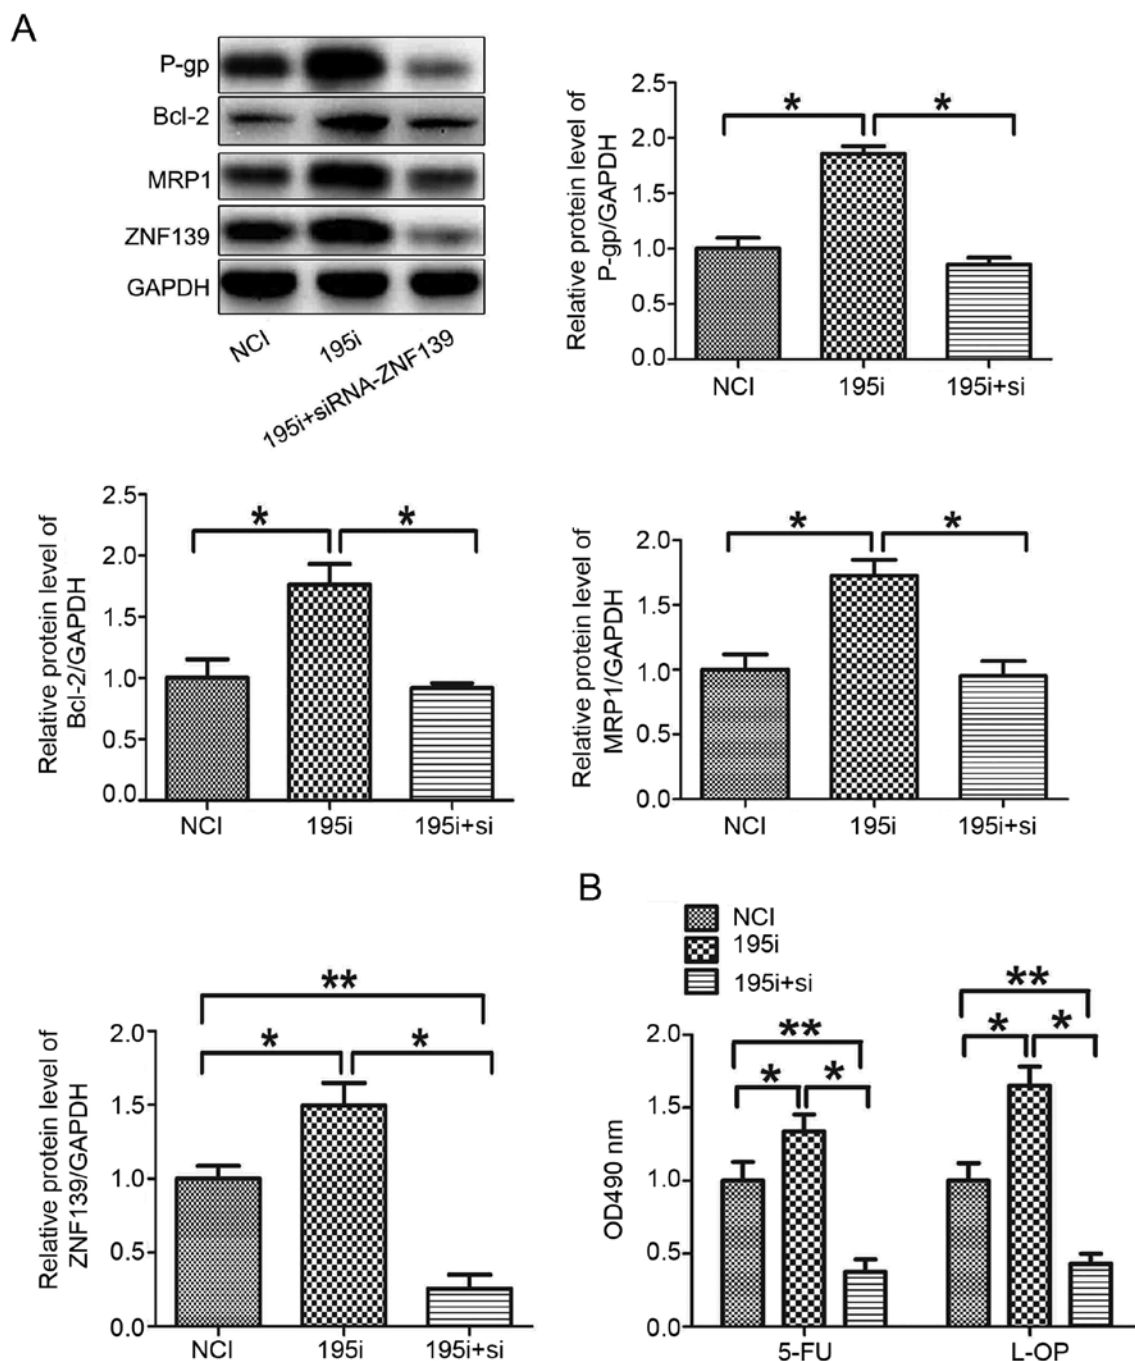 A
P-gp
Bcl-2
MRP1
ZNF139
GAPDH
NCI
195i
195i+siRNA-ZNF139
Relative protein level of
P-gp/GAPDH
2.5
2.0
1.5
1.0
0.5
0.0
* *
NCI 195i 195i+si
Relative protein level of
Bcl-2/GAPDH
2.5
2.0
1.5
1.0
0.5
0.0
* *
NCI 195i 195i+si
Relative protein level of
MRP1/GAPDH
2.0
1.5
1.0
0.5
0.0
* *
NCI 195i 195i+si
Relative protein level of
ZNF139/GAPDH
2.0
1.5
1.0
0.5
0.0
**
* *
NCI 195i 195i+si
B
NCI
195i
195i+si
OD490 nm
2.0
1.5
1.0
0.5
0.0
**
* *
**
* *
5-FU L-OP